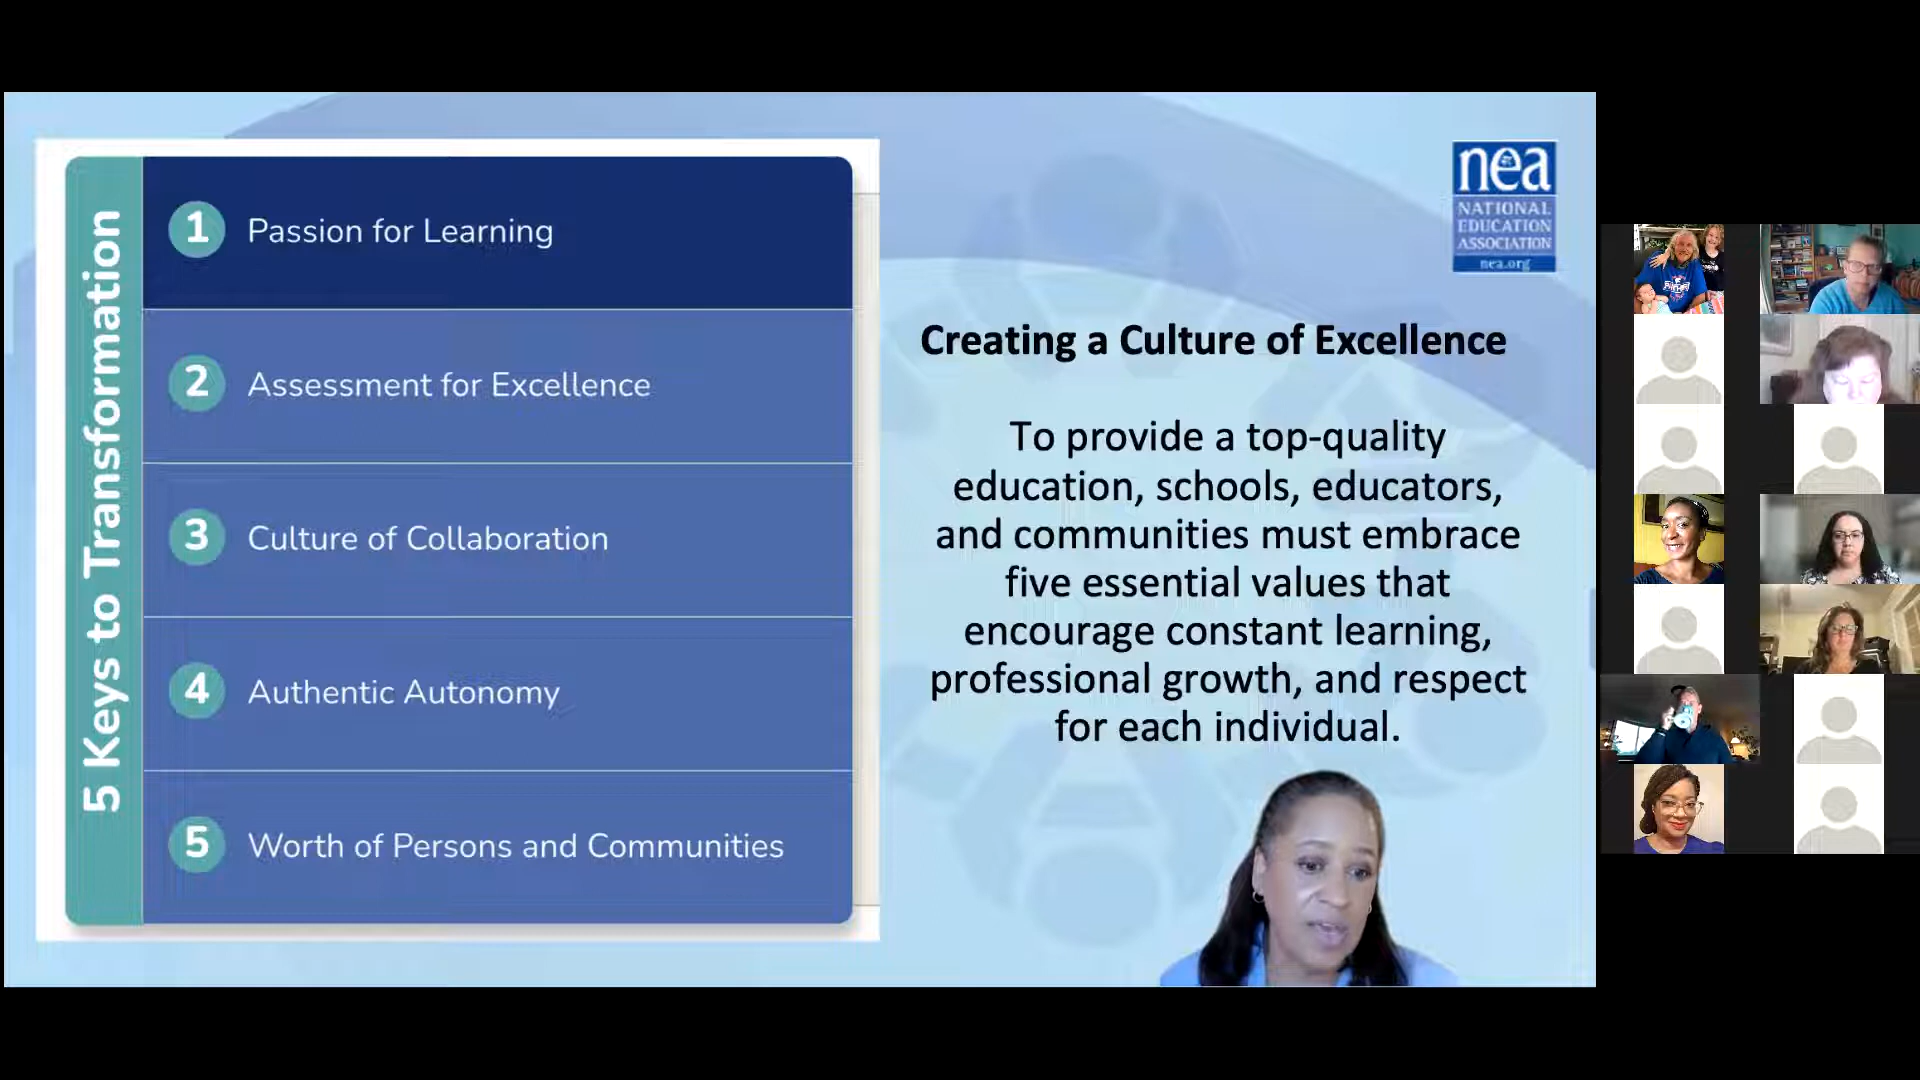 5 Keys to Transformation
1 Passion for Learning
2 Assessment for Excellence
3 Culture of Collaboration
4 Authentic Autonomy
5 Worth of Persons and Communities
nea
NATIONAL
EDUCATION
ASSOCIATION
nea.org
Creating a Culture of Excellence
To provide a top-quality
education, schools, educators,
and communities must embrace
five essential values that
encourage constant learning,
professional growth, and respect
for each individual.